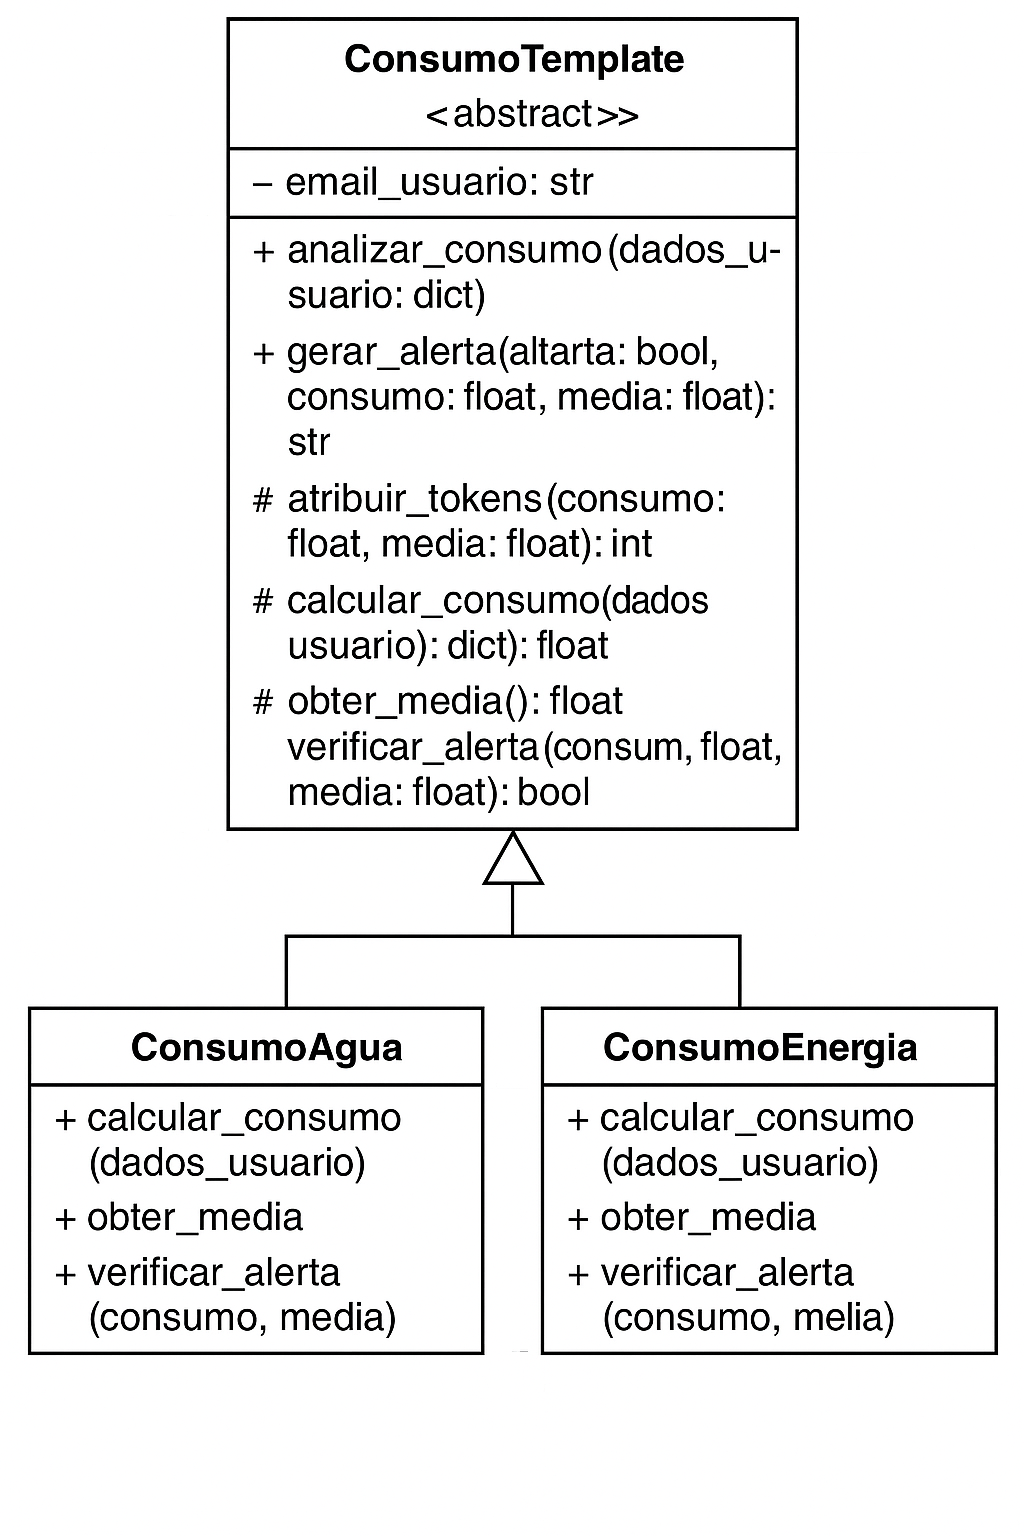 ConsumoTemplate
<abstract>>
– email_usuario: str
+ analizar_consumo(dados_u-
suario: dict)
+ gerar_alerta(altarta: bool,
consumo: float, media: float):
str
# atribuir_tokens(consumo:
float, media: float): int
# calcular_consumo(dados
usuario): dict): float
# obter_media(): float
verificar_alerta(consum, float,
media: float): bool
ConsumoAgua
+ calcular_consumo
(dados_usuario)
+ obter_media
+ verificar_alerta
(consumo, media)
ConsumoEnergia
+ calcular_consumo
(dados_usuario)
+ obter_media
+ verificar_alerta
(consumo, melia)